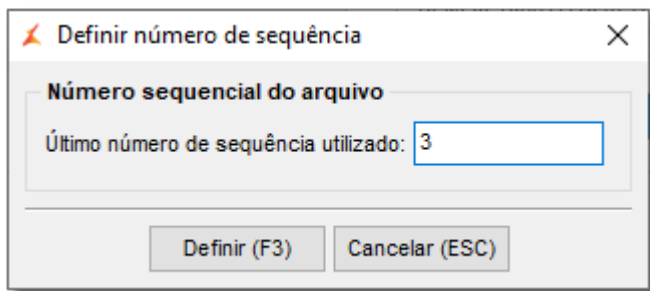 Definir número de sequência
Número sequencial do arquivo
Último número de sequência utilizado: 3
Definir (F3) Cancelar (ESC)